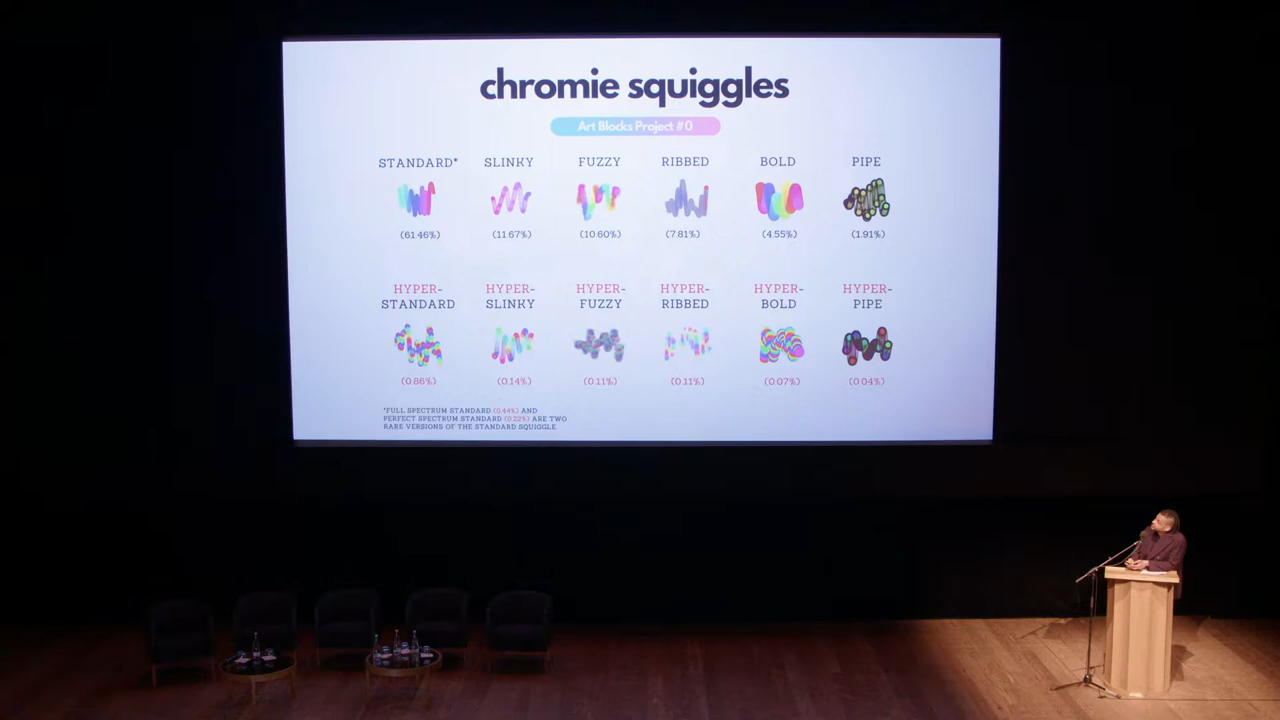 chromie squiggles
Art Blocks Project #0
STANDARD* SLINKY FUZZY RIBBED BOLD PIPE
(61.46%) (11.67%) (10.60%) (7.81%) (4.55%) (1.91%)
HYPER- HYPER- HYPER- HYPER- HYPER- HYPER-
STANDARD SLINKY FUZZY RIBBED BOLD PIPE
(0.86%) (0.14%) (0.11%) (0.11%) (0.07%) (0.04%)
*FULL SPECTRUM STANDARD (0.44%) AND
PERFECT SPECTRUM STANDARD (0.22%) ARE TWO
RARE VERSIONS OF THE STANDARD SQUIGGLE.